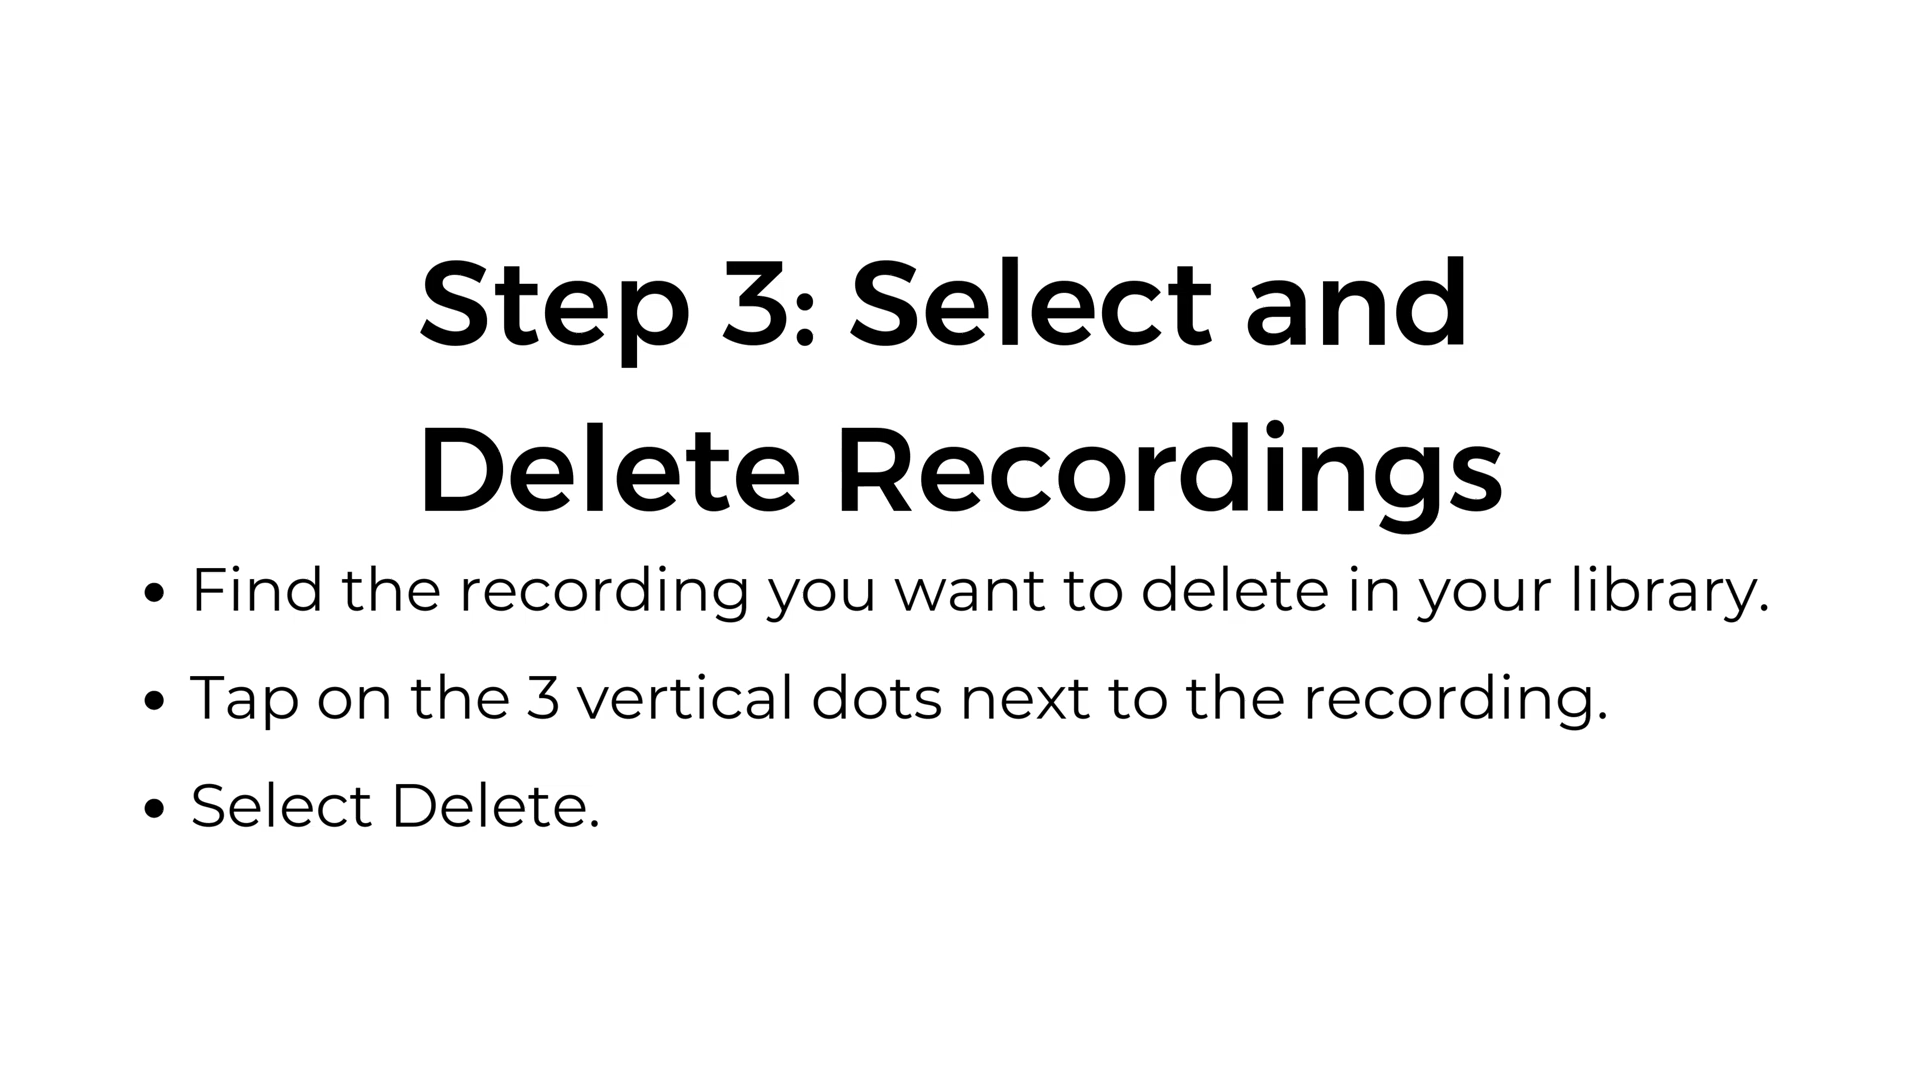 Step 3: Select and
Delete Recordings
• Find the recording you want to delete in your library.
• Tap on the 3 vertical dots next to the recording.
• Select Delete.